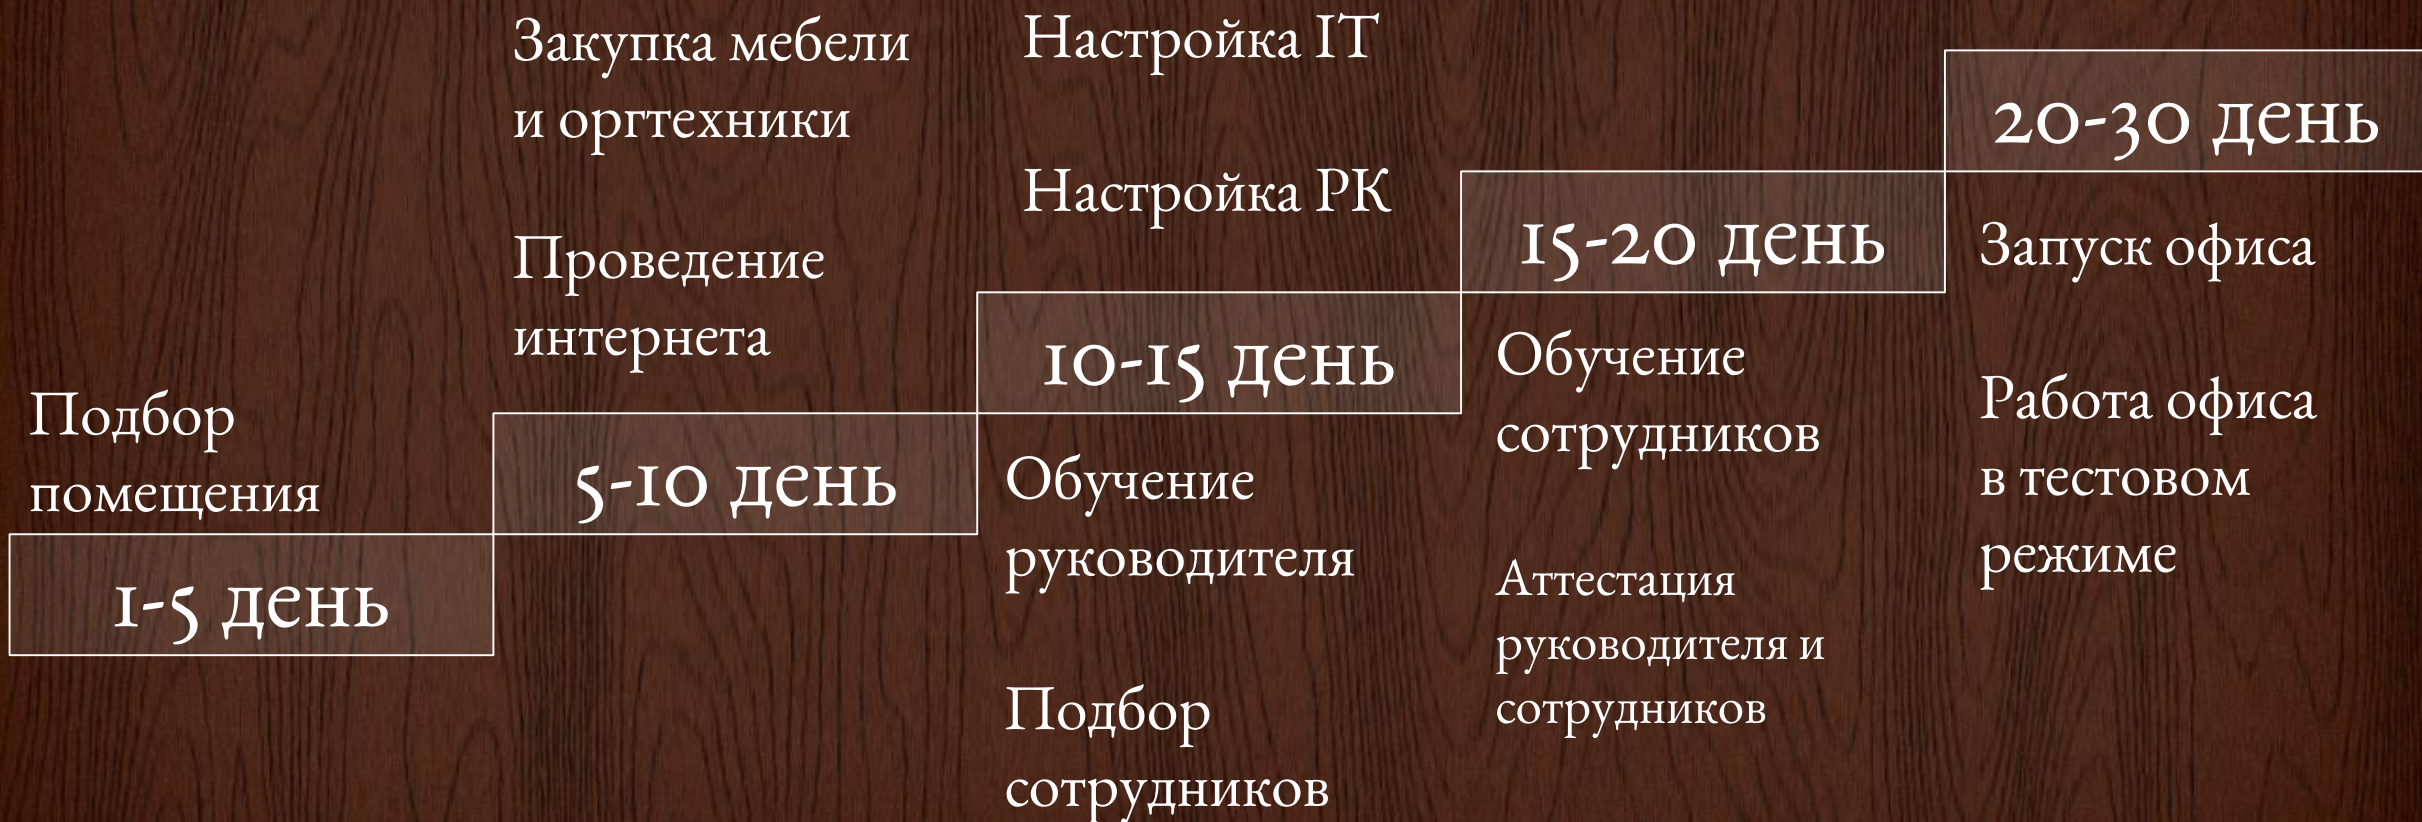 Подбор
помещения
1-5 день
Закупка мебели
и оргтехники
Проведение
интернета
5-10 день
Настройка IT
Настройка РК
10-15 день
Обучение
руководителя
Подбор
сотрудников
15-20 день
Обучение
сотрудников
Аттестация
руководителя и
сотрудников
20-30 день
Запуск офиса
Работа офиса
в тестовом
режиме